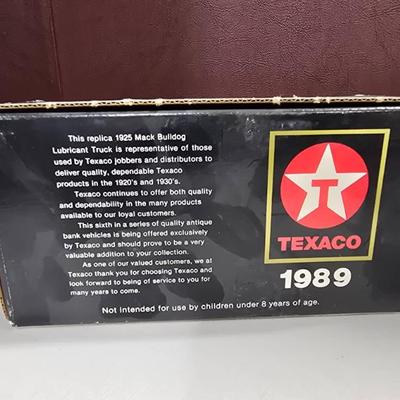 This replica 1925 Mack Bulldog
Lubricant Truck is representative of those
used by Texaco jobbers and distributors to
deliver quality, dependable Texaco
products in the 1920's and 1930's.
Texaco continues to offer both quality
and dependability in the many products
available to our loyal customers.
This sixth in a series of quality antique
bank vehicles is being offered exclusively
by Texaco and should prove to be a very
valuable addition to your collection.
As one of our valued customers, we at
Texaco thank you for choosing Texaco and
look forward to being of service to you for
many years to come.
Not intended for use by children under 8 years of age.
T
TEXACO
1989